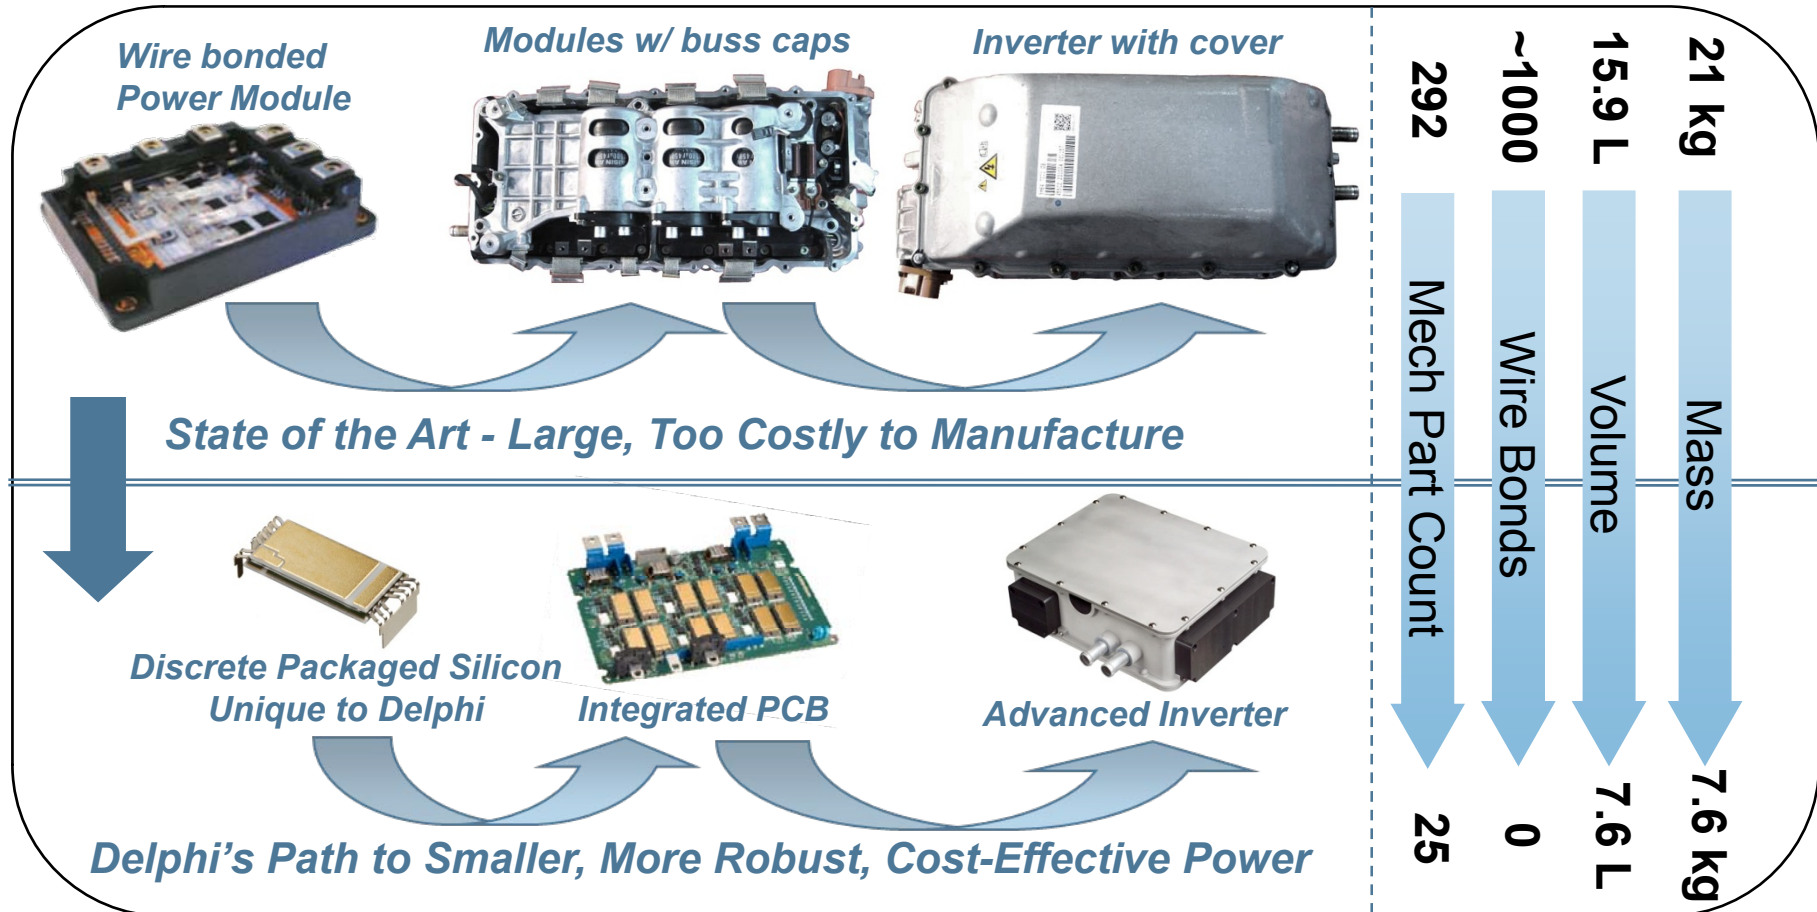 Wire bonded
Power Module
Modules w/ buss caps
Inverter with cover
State of the Art - Large, Too Costly to Manufacture
Discrete Packaged Silicon
Unique to Delphi
Integrated PCB
Advanced Inverter
Delphi's Path to Smaller, More Robust, Cost-Effective Power
292
Mech Part Count
25
~1000
Wire Bonds
0
15.9 L
Volume
7.6 L
21 kg
Mass
7.6 kg